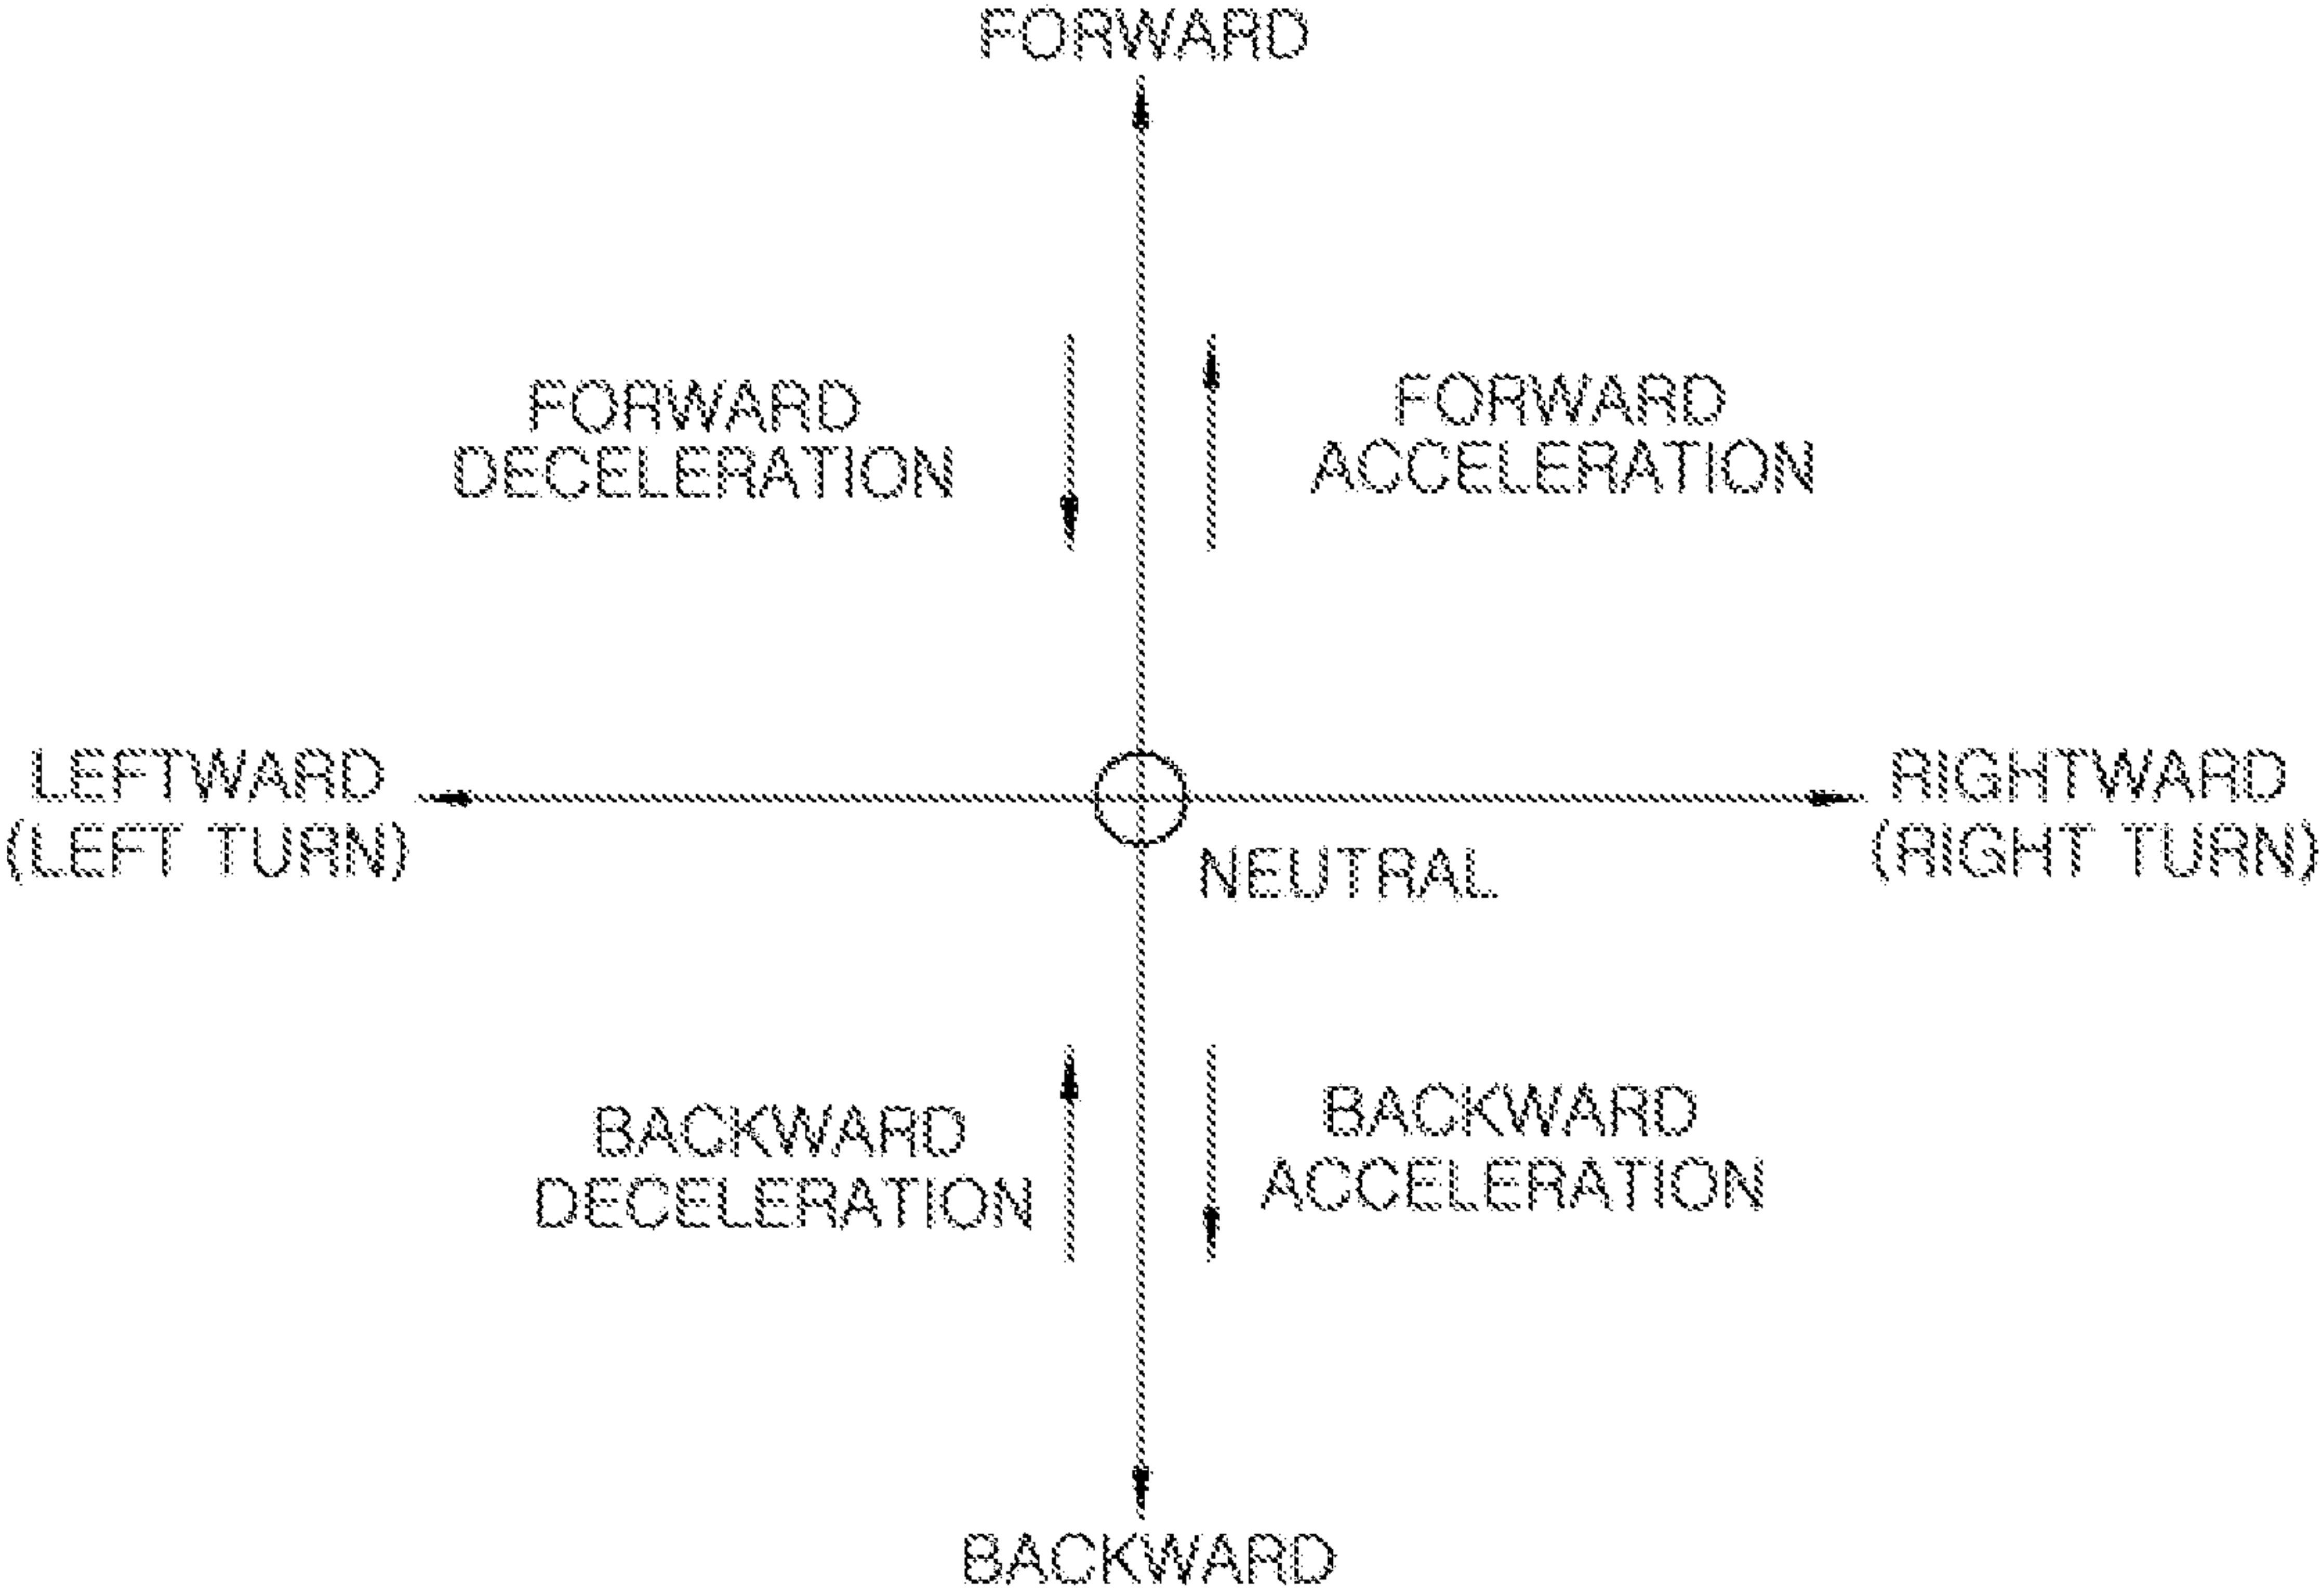 FORWARD
FORWARD
DECELERATION
FORWARD
ACCELERATION
LEFTWARD
(LEFT TURN)
RIGHTWARD
(RIGHT TURN)
NEUTRAL
BACKWARD
DECELERATION
BACKWARD
ACCELERATION
BACKWARD